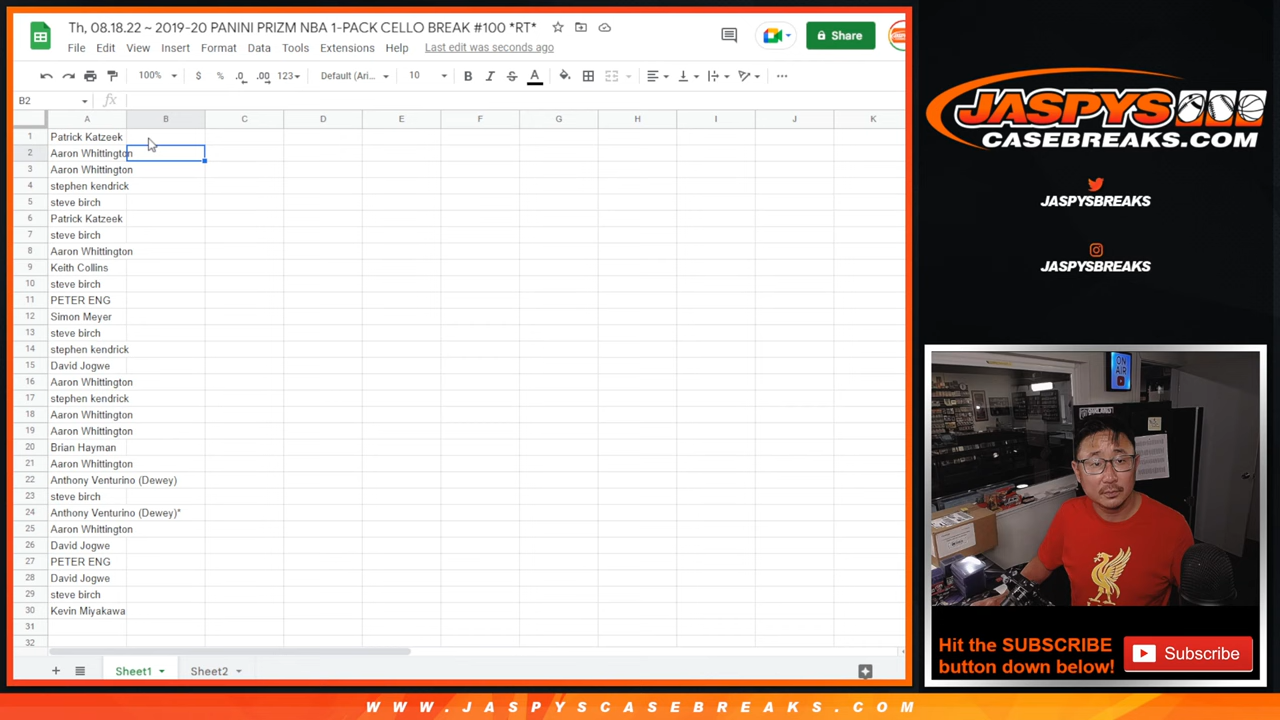 Th, 08.18.22 ~ 2019-20 PANINI PRIZM NBA 1-PACK CELLO BREAK #100 *RT*
File Edit View Insert Format Data Tools Extensions Help Last edit was seconds ago
Share
100% $ % .0 .00 123 Default (Ari... 10 B I S A
B2 fx
A B C D E F G H I J K
1 Patrick Katzeek
2 Aaron Whittington
3 Aaron Whittington
4 stephen kendrick
5 steve birch
6 Patrick Katzeek
7 steve birch
8 Aaron Whittington
9 Keith Collins
10 steve birch
11 PETER ENG
12 Simon Meyer
13 steve birch
14 stephen kendrick
15 David Jogwe
16 Aaron Whittington
17 stephen kendrick
18 Aaron Whittington
19 Aaron Whittington
20 Brian Hayman
21 Aaron Whittington
22 Anthony Venturino (Dewey)
23 steve birch
24 Anthony Venturino (Dewey)*
25 Aaron Whittington
26 David Jogwe
27 PETER ENG
28 David Jogwe
29 steve birch
30 Kevin Miyakawa
31
32
Sheet1 Sheet2
JASPYS
CASEBREAKS.COM
JASPYSBREAKS
JASPYSBREAKS
ON AIR
Hit the SUBSCRIBE
button down below!
Subscribe
WWW.JASPYSCASEBREAKS.COM